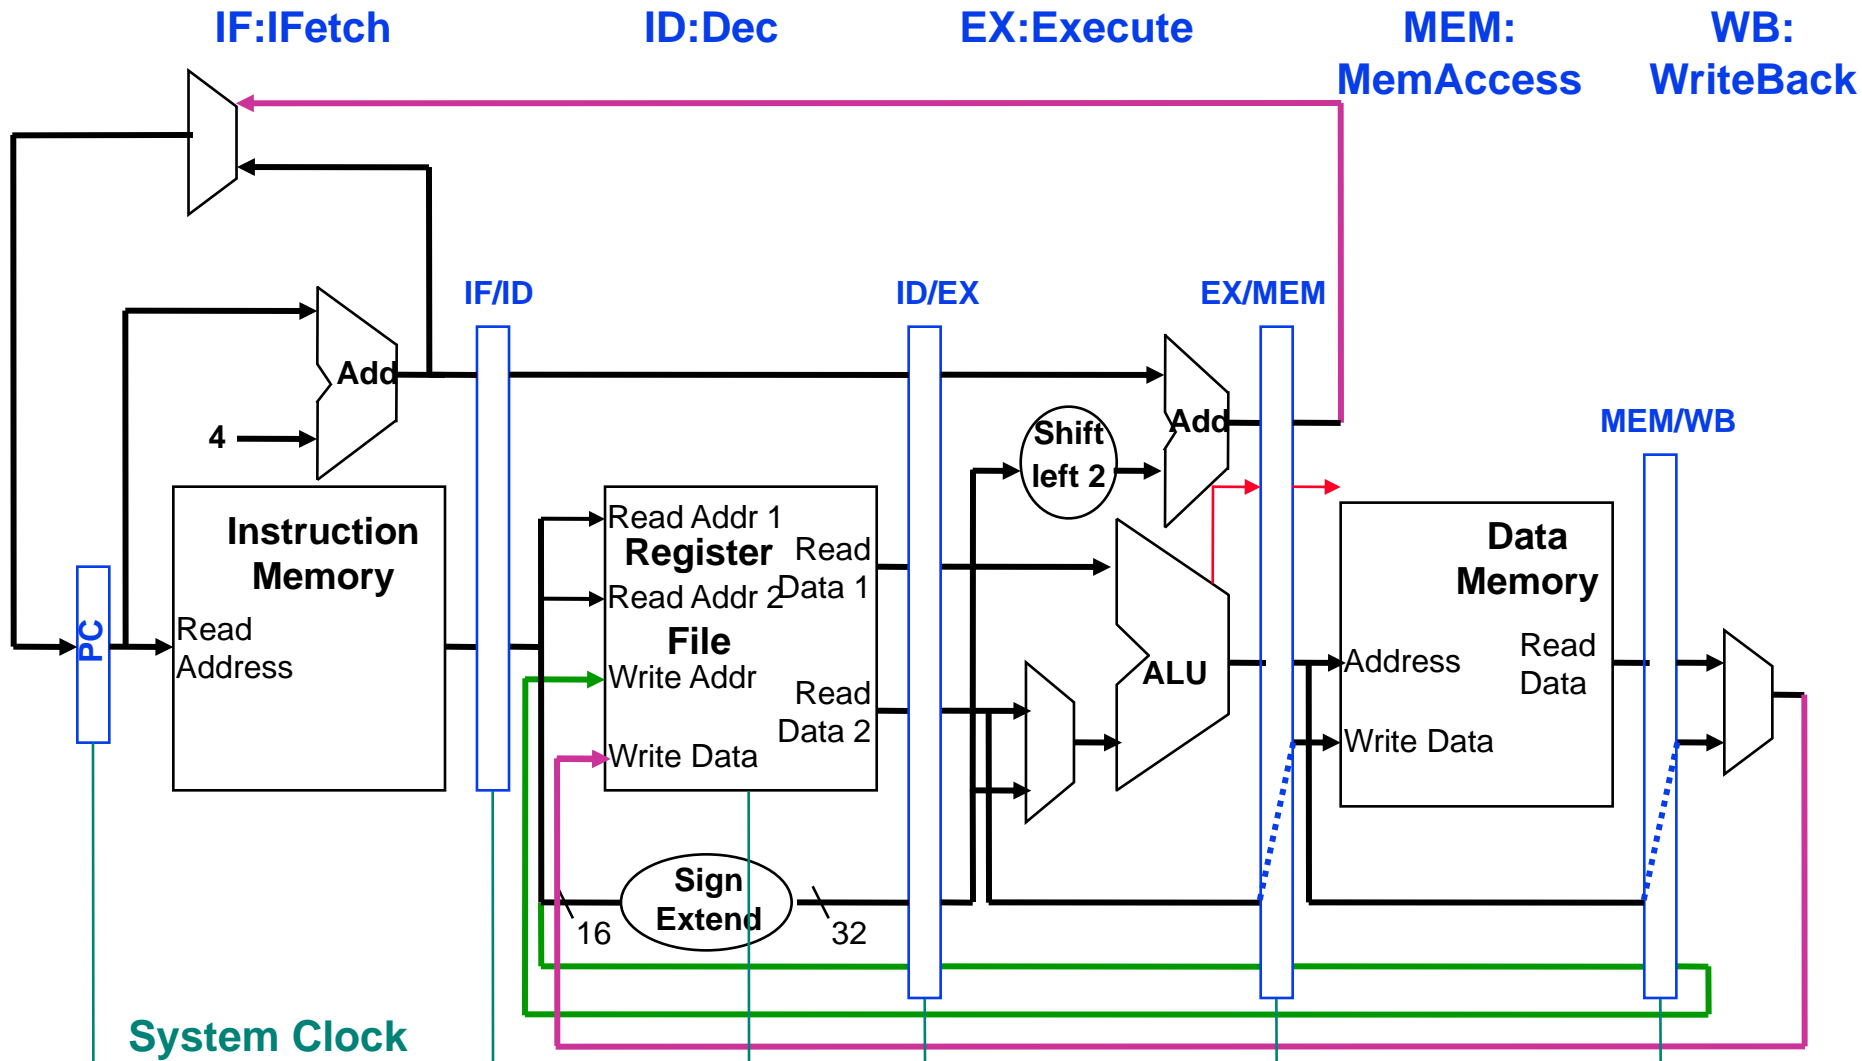 IF:IFetch
ID:Dec
EX:Execute
MEM:
MemAccess
WB:
WriteBack
IF/ID
ID/EX
EX/MEM
MEM/WB
Add
4
Add
Shift
left 2
Instruction
Memory
Read
Address
PC
Read Addr 1
Register
Read Addr 2
File
Write Addr
Write Data
Read
Data 1
Read
Data 2
ALU
Data
Memory
Address
Write Data
Read
Data
Sign
Extend
16
32
System Clock